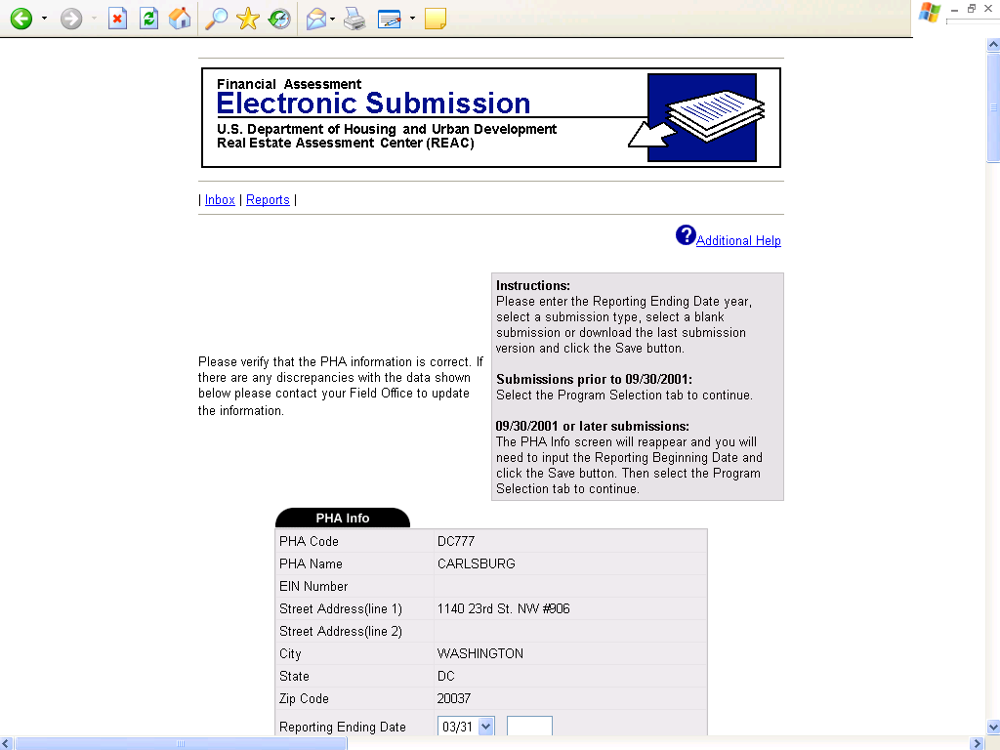 Financial Assessment
Electronic Submission
U.S. Department of Housing and Urban Development
Real Estate Assessment Center (REAC)
| Inbox | Reports |
? Additional Help
Please verify that the PHA information is correct. If
there are any discrepancies with the data shown
below please contact your Field Office to update
the information.
Instructions:
Please enter the Reporting Ending Date year,
select a submission type, select a blank
submission or download the last submission
version and click the Save button.
Submissions prior to 09/30/2001:
Select the Program Selection tab to continue.
09/30/2001 or later submissions:
The PHA Info screen will reappear and you will
need to input the Reporting Beginning Date and
click the Save button. Then select the Program
Selection tab to continue.
PHA Info
PHA Code DC777
PHA Name CARLSBURG
EIN Number
Street Address(line 1) 1140 23rd St. NW #906
Street Address(line 2)
City WASHINGTON
State DC
Zip Code 20037
Reporting Ending Date 03/31